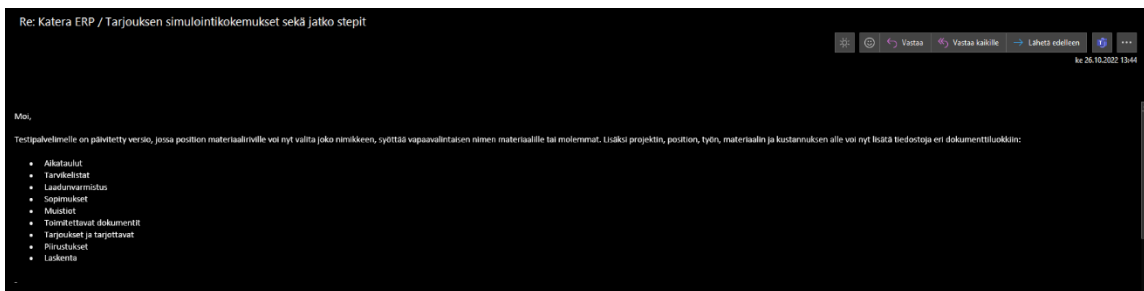 Re: Katera ERP / Tarjouksen simulointikokemukset sekä jatko stepit
Vastaa
Vastaa kaikille
Lähetä edelleen
ke 26.10.2022 13:44
Moi,
Testipalvelimelle on päivitetty versio, jossa position materiaaliriville voi nyt valita joko nimikkeen, syöttää vapaavalintaisen nimen materiaalille tai molemmat. Lisäksi projektin, position, työn, materiaalin ja kustannuksen alle voi nyt lisätä tiedostoja eri dokumenttiluokkiin:
• Aikataulut
• Tarvikelistat
• Laadunvarmistus
• Sopimukset
• Muistiot
• Toimitettavat dokumentit
• Tarjoukset ja tarjottavat
• Piirustukset
• Laskenta
-